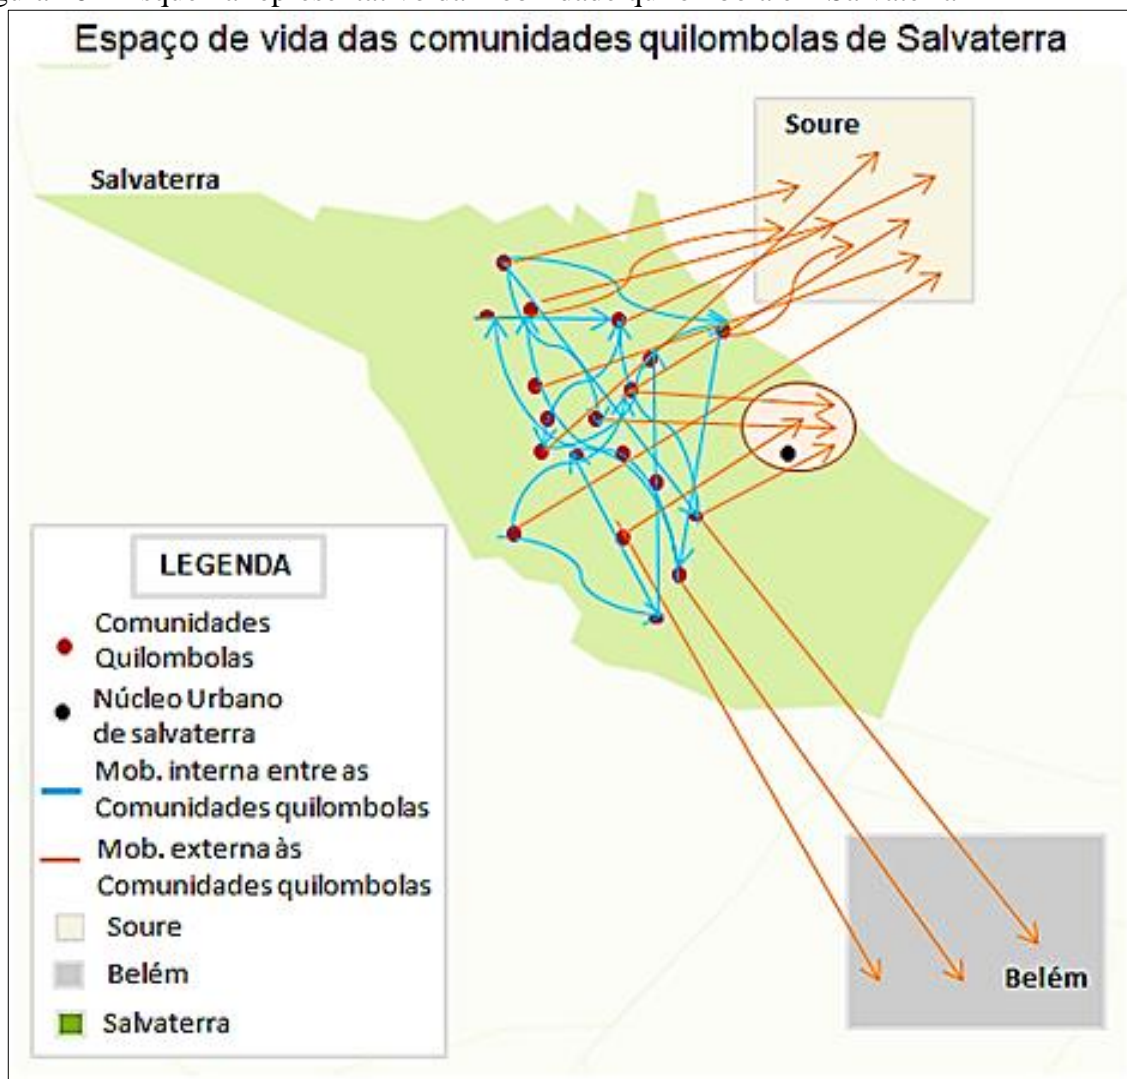 Espaço de vida das comunidades quilombolas de Salvaterra
Soure
Salvaterra
LEGENDA
Comunidades
Quilombolas
Núcleo Urbano
de salvaterra
Mob. interna entre as
Comunidades quilombolas
Mob. externa às
Comunidades quilombolas
Soure
Belém
Salvaterra
Belém